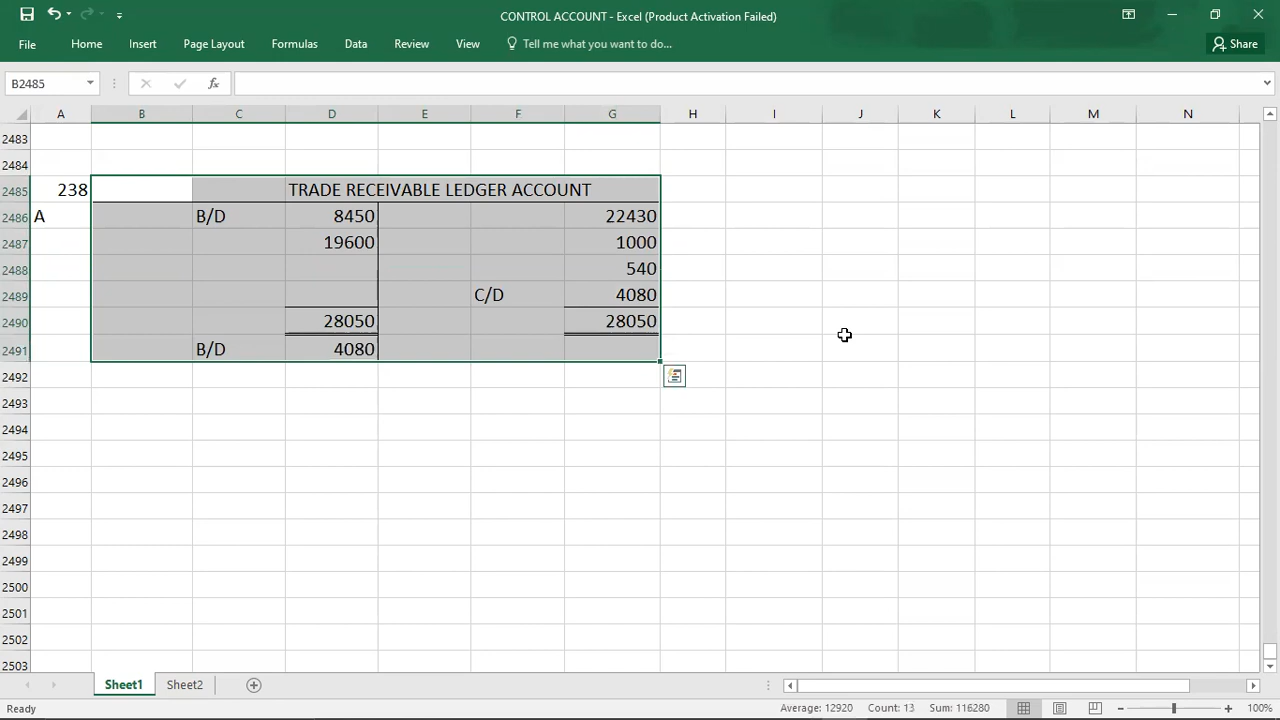 CONTROL ACCOUNT - Excel (Product Activation Failed)
File Home Insert Page Layout Formulas Data Review View Tell me what you want to do... Share
B2485 fx
A B C D E F G H I J K L M N
2483
2484
2485 238 TRADE RECEIVABLE LEDGER ACCOUNT
2486 A B/D 8450 22430
2487 19600 1000
2488 540
2489 C/D 4080
2490 28050 28050
2491 B/D 4080
2492
2493
2494
2495
2496
2497
2498
2499
2500
2501
2502
2503
Sheet1 Sheet2
Ready Average: 12920 Count: 13 Sum: 116280 100%